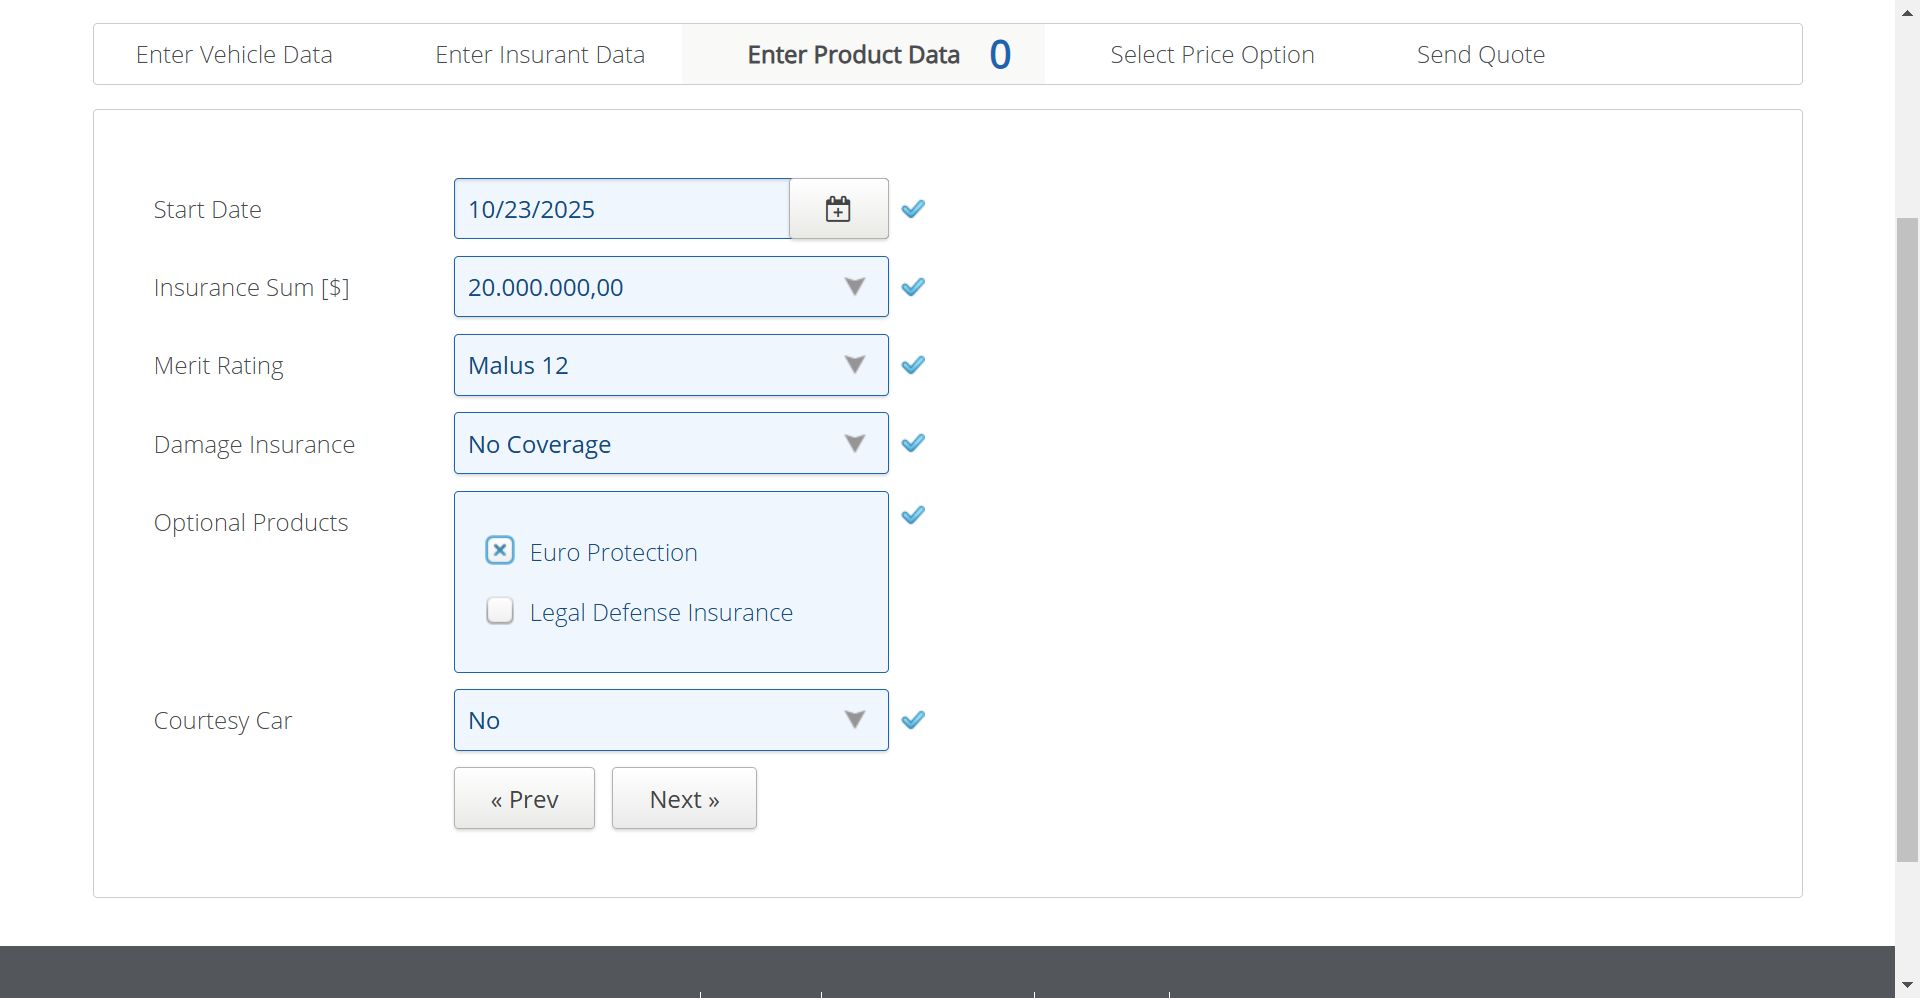 Enter Vehicle Data
Enter Insurant Data
Enter Product Data 0
Select Price Option
Send Quote
Start Date
10/23/2025
Insurance Sum [$]
20.000.000,00
Merit Rating
Malus 12
Damage Insurance
No Coverage
Optional Products
Euro Protection
Legal Defense Insurance
Courtesy Car
No
« Prev
Next »